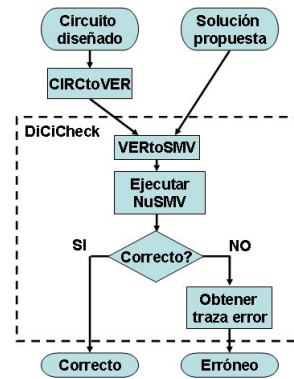 Circuito
diseñado
Solución
propuesta
CIRCtoVER
DiCiCheck
VERtoSMV
Ejecutar
NuSMV
SI
Correcto?
NO
Obtener
traza error
Correcto
Erróneo